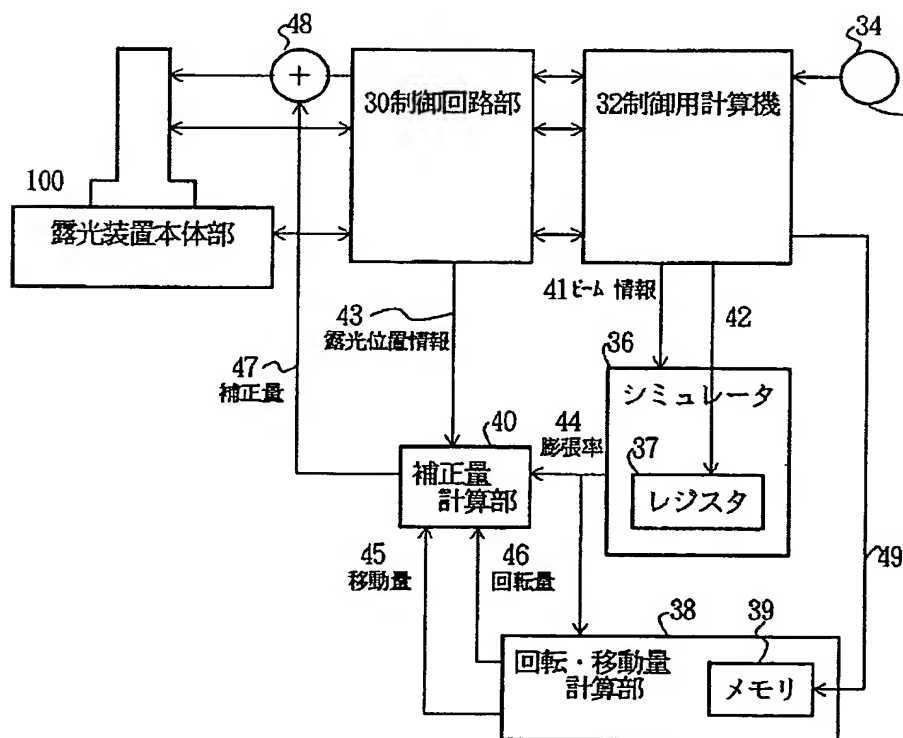 48
34
+
30制御回路部
32制御用計算機
100
露光装置本体部
41ビーム 情報
42
43
露光位置情報
36
シミュレータ
47
補正量
40
44
膨張率
37
補正量
計算部
レジスタ
45
移動量
46
回転量
49
38
39
回転・移動量
計算部
メモリ